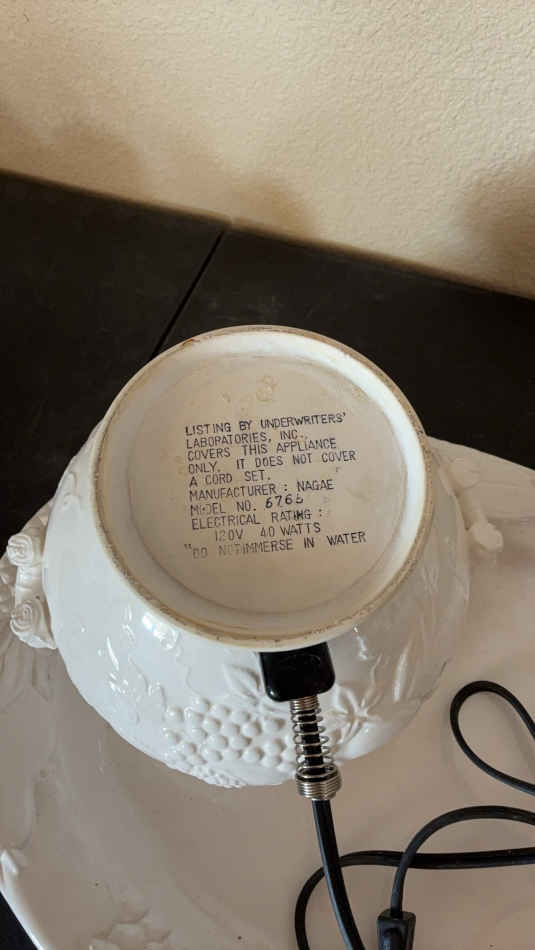 LISTING BY UNDERWRITERS'
LABORATORIES, INC.,
COVERS THIS APPLIANCE
ONLY. IT DOES NOT COVER
A CORD SET.
MANUFACTURER : NAGAE
MODEL NO. 6765
ELECTRICAL RATING :
120V 40 WATTS
"DO NOT IMMERSE IN WATER